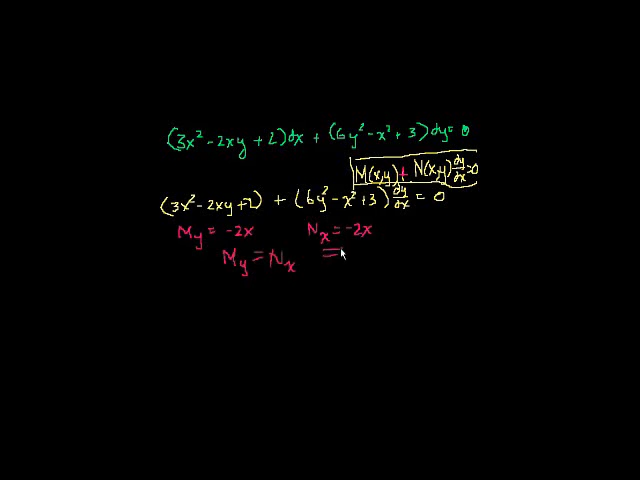 (3x² - 2xy + 2)dx + (6y² - x² + 3)dy = 0
M(x,y) + N(x,y) dy/dx = 0
(3x² - 2xy + 2) + (6y² - x² + 3) dy/dx = 0
My = -2x Nx = -2x
My = Nx =